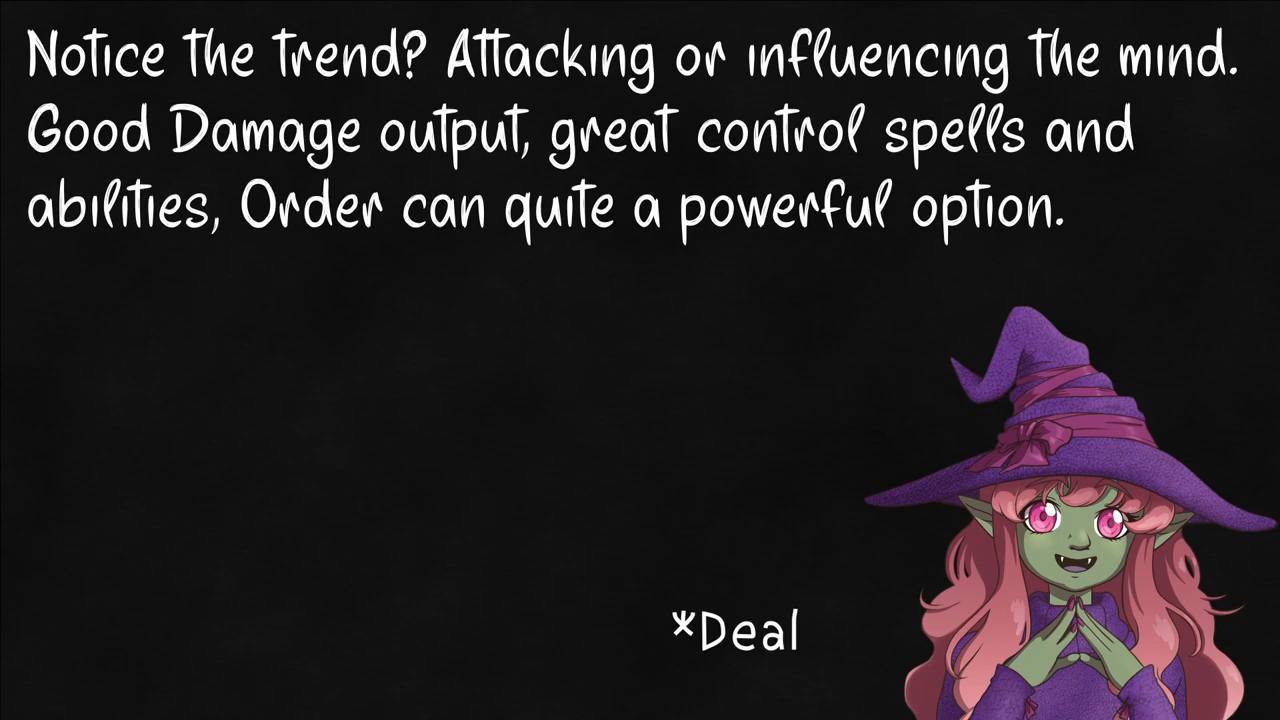 Notice the trend? Attacking or influencing the mind.
Good Damage output, great control spells and
abilities, Order can quite a powerful option.
*Deal